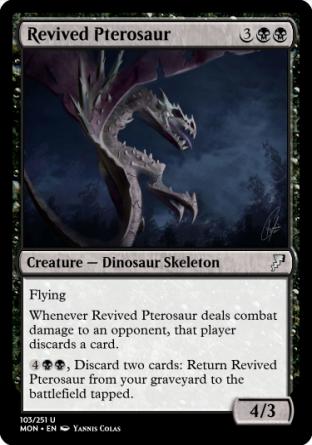 Revived Pterosaur 3
Creature — Dinosaur Skeleton
Flying
Whenever Revived Pterosaur deals combat
damage to an opponent, that player
discards a card.
4, Discard two cards: Return Revived
Pterosaur from your graveyard to the
battlefield tapped.
103/251 U
MON • EN YANNIS COLAS
4/3